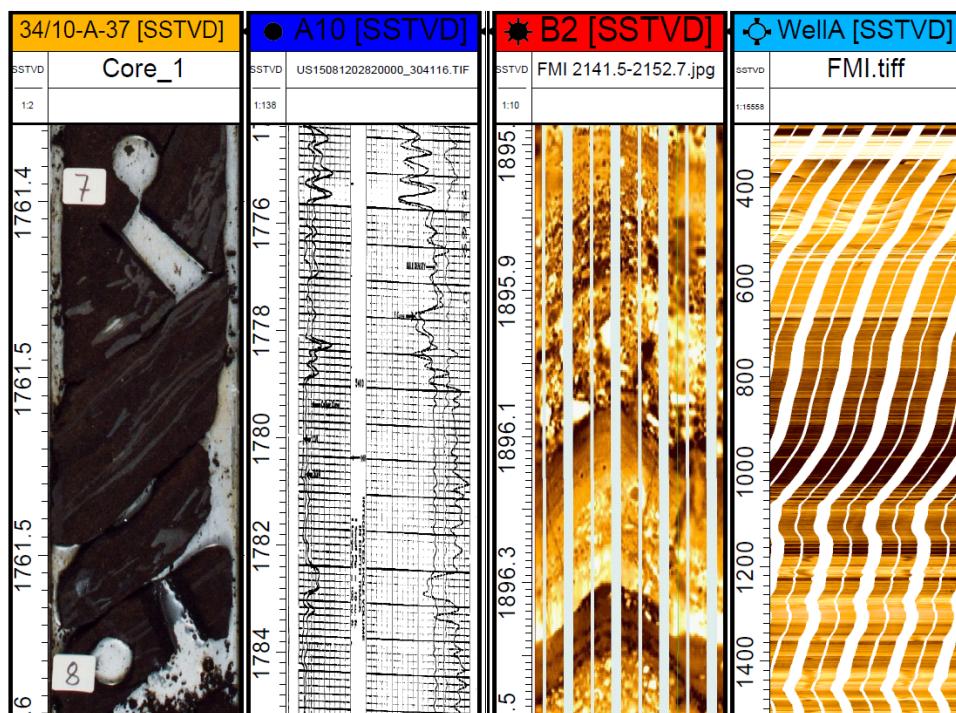 34/10-A-37 [SSTVD]
SSTVD
Core_1
1:2
7
1761.4
1761.5
1761.5
8
6
A10 [SSTVD]
SSTVD
US15081202820000_304116.TIF
1:138
1776
1778
1780
1782
1784
B2 [SSTVD]
SSTVD
FMI 2141.5-2152.7.jpg
1:10
1895.
1895.9
1896.1
1896.3
.5
WellA [SSTVD]
SSTVD
FMI.tiff
1:15558
400
600
800
1000
1200
1400